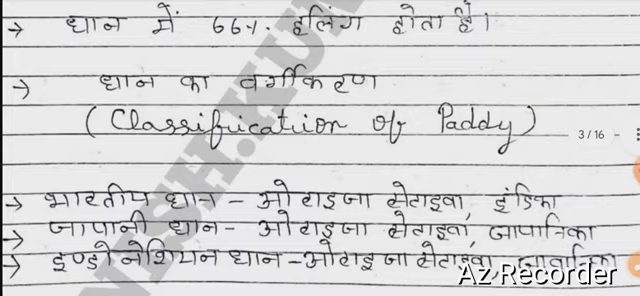 → धान में 66%. हलिंग होता है।
→ धान का वर्गीकरण
(Classification of Paddy)
3/16
→ भारतीय धान - ओराइजा सेटाइवा, इंडिका
→ जापानी धान - ओराइजा सेटाइवा, जापानिका
→ इण्डोनेशियन धान - ओराइजा सेटाइवा, जावानिका
Az Recorder